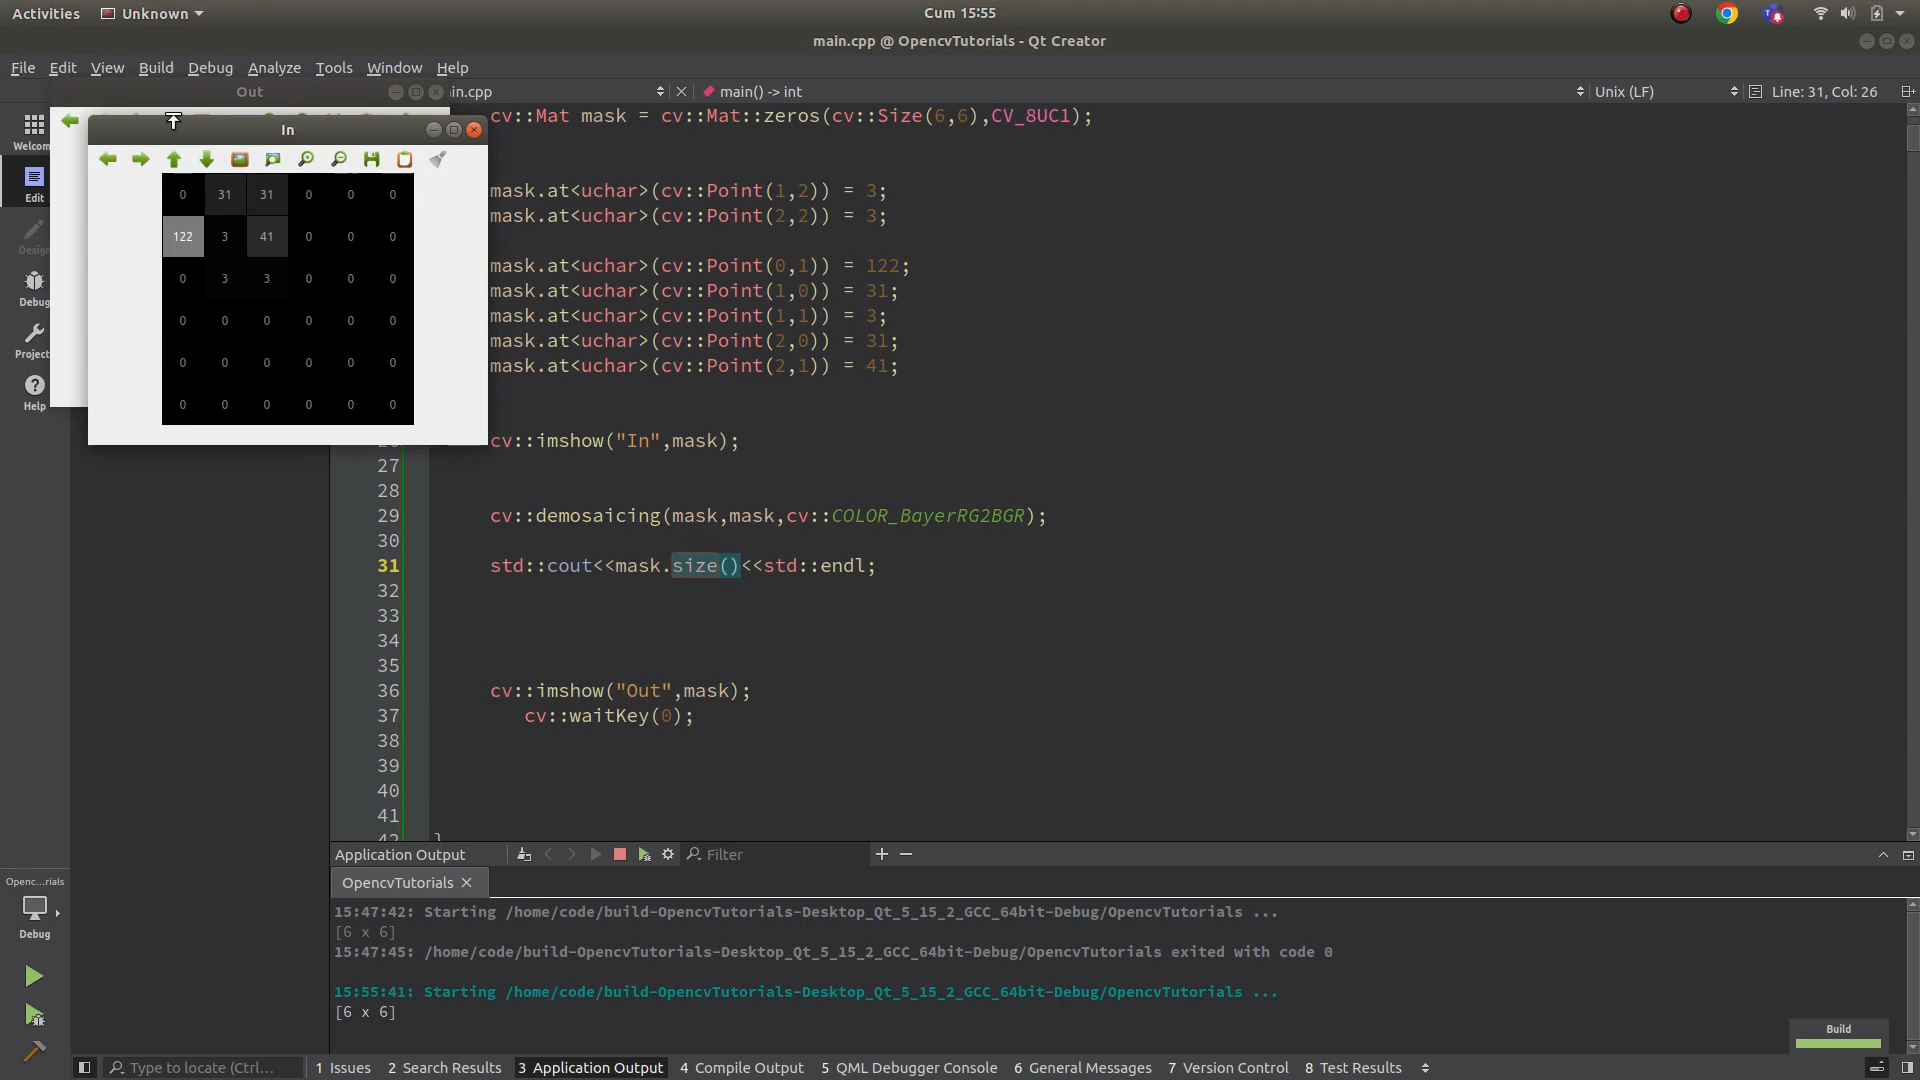 Activities Unknown Cum 15:55
main.cpp @ OpencvTutorials - Qt Creator
File Edit View Build Debug Analyze Tools Window Help
Out in.cpp main() -> int Unix (LF) Line: 31, Col: 26
In
0 31 31 0 0 0
122 3 41 0 0 0
0 3 3 0 0 0
0 0 0 0 0 0
0 0 0 0 0 0
0 0 0 0 0 0
Welcom
Edit
Design
Debug
Project
Help
cv::Mat mask = cv::Mat::zeros(cv::Size(6,6),CV_8UC1);
mask.at<uchar>(cv::Point(1,2)) = 3;
mask.at<uchar>(cv::Point(2,2)) = 3;
mask.at<uchar>(cv::Point(0,1)) = 122;
mask.at<uchar>(cv::Point(1,0)) = 31;
mask.at<uchar>(cv::Point(1,1)) = 3;
mask.at<uchar>(cv::Point(2,0)) = 31;
mask.at<uchar>(cv::Point(2,1)) = 41;
cv::imshow("In",mask);
27
28
29 cv::demosaicing(mask,mask,cv::COLOR_BayerRG2BGR);
30
31 std::cout<<mask.size()<<std::endl;
32
33
34
35
36 cv::imshow("Out",mask);
37 cv::waitKey(0);
38
39
40
41
42 }
Application Output Filter
OpencvTutorials
15:47:42: Starting /home/code/build-OpencvTutorials-Desktop_Qt_5_15_2_GCC_64bit-Debug/OpencvTutorials ...
[6 x 6]
15:47:45: /home/code/build-OpencvTutorials-Desktop_Qt_5_15_2_GCC_64bit-Debug/OpencvTutorials exited with code 0
15:55:41: Starting /home/code/build-OpencvTutorials-Desktop_Qt_5_15_2_GCC_64bit-Debug/OpencvTutorials ...
[6 x 6]
Openc...rials
Debug
Build
Type to locate (Ctrl... 1 Issues 2 Search Results 3 Application Output 4 Compile Output 5 QML Debugger Console 6 General Messages 7 Version Control 8 Test Results